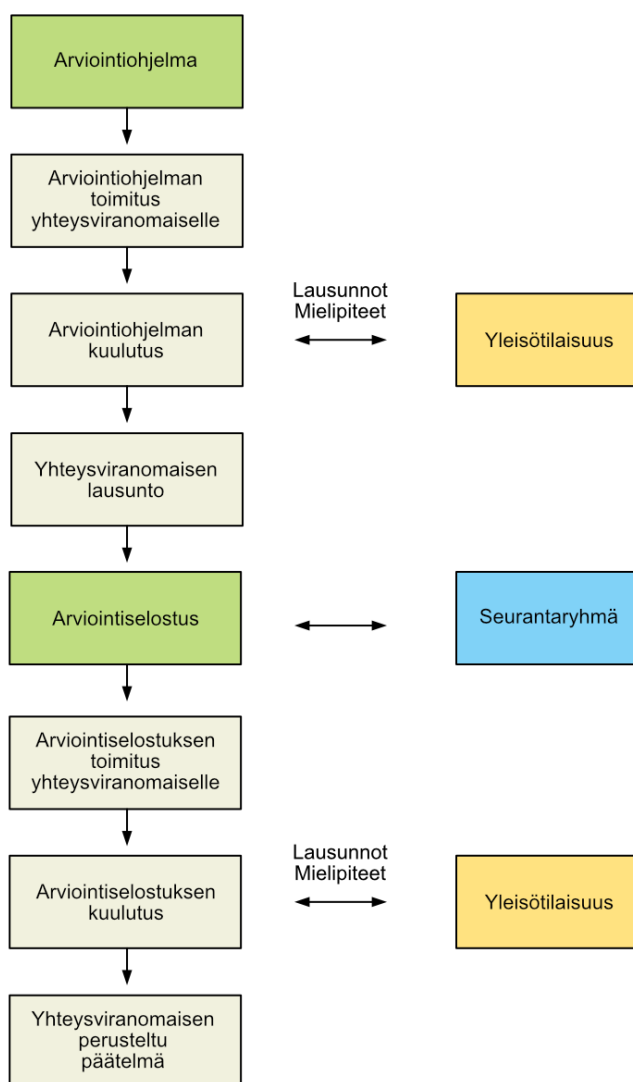 Arviointiohjelma
Arviointiohjelman
toimitus
yhteysviranomaiselle
Arviointiohjelman
kuulutus
Lausunnot
Mielipiteet
Yleisötilaisuus
Yhteysviranomaisen
lausunto
Arviointiselostus
Seurantaryhmä
Arviointiselostuksen
toimitus
yhteysviranomaiselle
Arviointiselostuksen
kuulutus
Lausunnot
Mielipiteet
Yleisötilaisuus
Yhteysviranomaisen
perusteltu
päätelmä